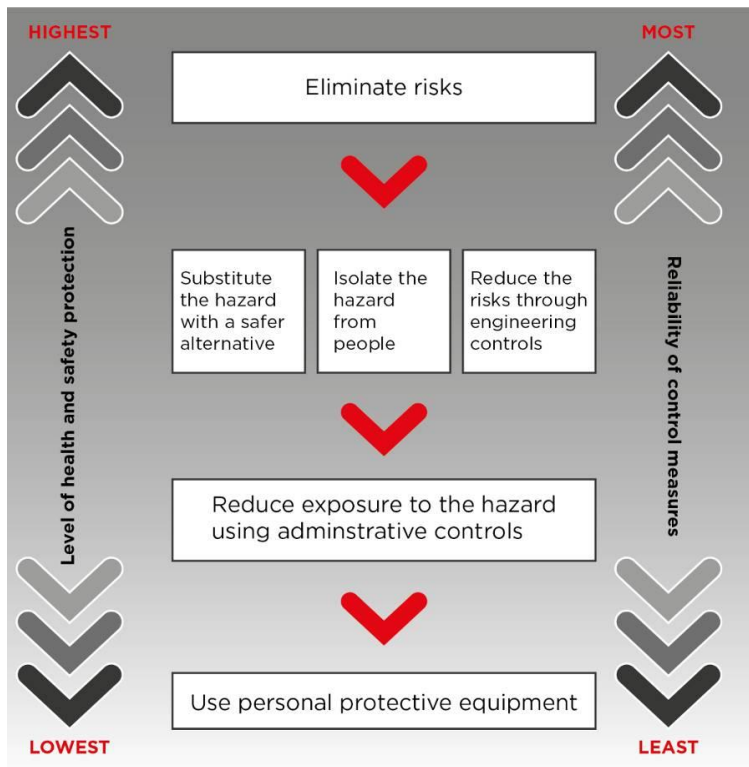 HIGHEST
MOST
Eliminate risks
Substitute
the hazard
with a safer
alternative
Isolate the
hazard
from
people
Reduce the
risks through
engineering
controls
Level of health and safety protection
Reliability of control measures
Reduce exposure to the hazard
using adminstrative controls
Use personal protective equipment
LOWEST
LEAST